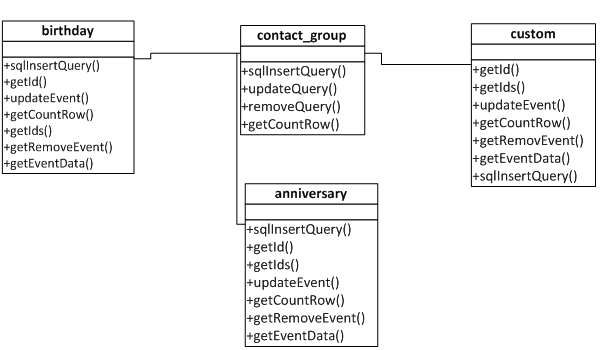 birthday
+sqlInsertQuery()
+getId()
+updateEvent()
+getCountRow()
+getIds()
+getRemoveEvent()
+getEventData()
contact_group
+sqlInsertQuery()
+updateQuery()
+removeQuery()
+getCountRow()
custom
+getId()
+getIds()
+updateEvent()
+getCountRow()
+getRemovEvent()
+getEventData()
+sqlInsertQuery()
anniversary
+sqlInsertQuery()
+getId()
+getIds()
+updateEvent()
+getCountRow()
+getRemoveEvent()
+getEventData()